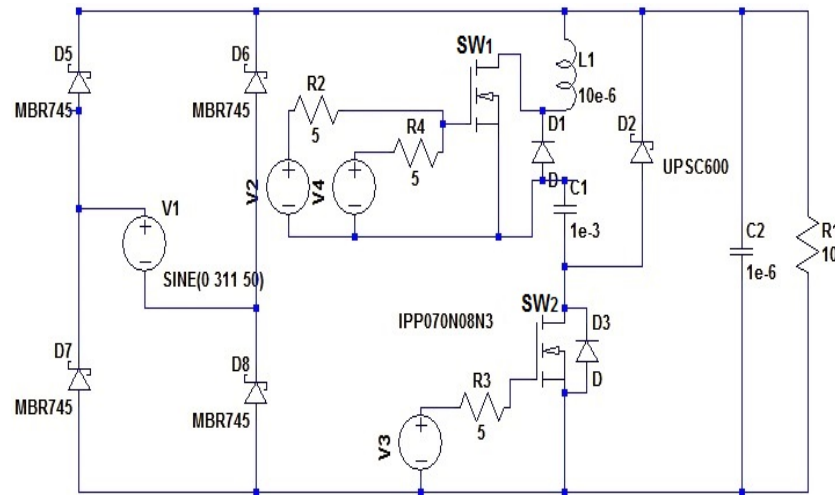 D5
MBR745
D6
MBR745
R2
5
R4
5
V2
V4
SW1
L1
10e-6
D1
D
C1
1e-3
D2
UPSC600
V1
SINE(0 311 50)
C2
1e-6
R1
10
D7
MBR745
D8
MBR745
IPP070N08N3
SW2
D3
D
R3
5
V3